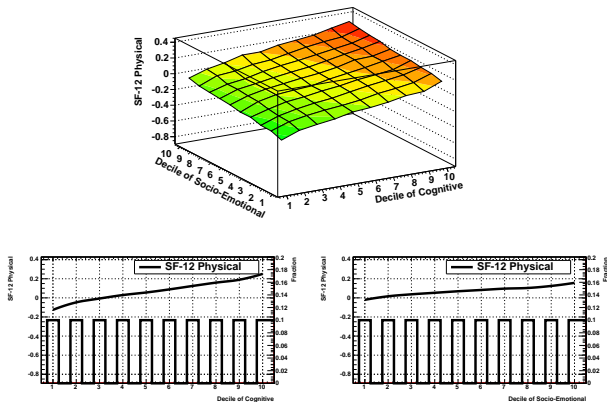 SF-12 Physical
0.4
0.2
0
-0.2
-0.4
-0.6
-0.8
10 9 8 7 6 5 4 3 2 1
Decile of Socio-Emotional
1 2 3 4 5 6 7 8 9 10
Decile of Cognitive
SF-12 Physical
0.4
0.2
0
-0.2
-0.4
-0.6
-0.8
SF-12 Physical
Fraction
0.2
0.18
0.16
0.14
0.12
0.1
0.08
0.06
0.04
0.02
0
1 2 3 4 5 6 7 8 9 10
Decile of Cognitive
SF-12 Physical
0.4
0.2
0
-0.2
-0.4
-0.6
-0.8
SF-12 Physical
Fraction
0.2
0.18
0.16
0.14
0.12
0.1
0.08
0.06
0.04
0.02
0
1 2 3 4 5 6 7 8 9 10
Decile of Socio-Emotional